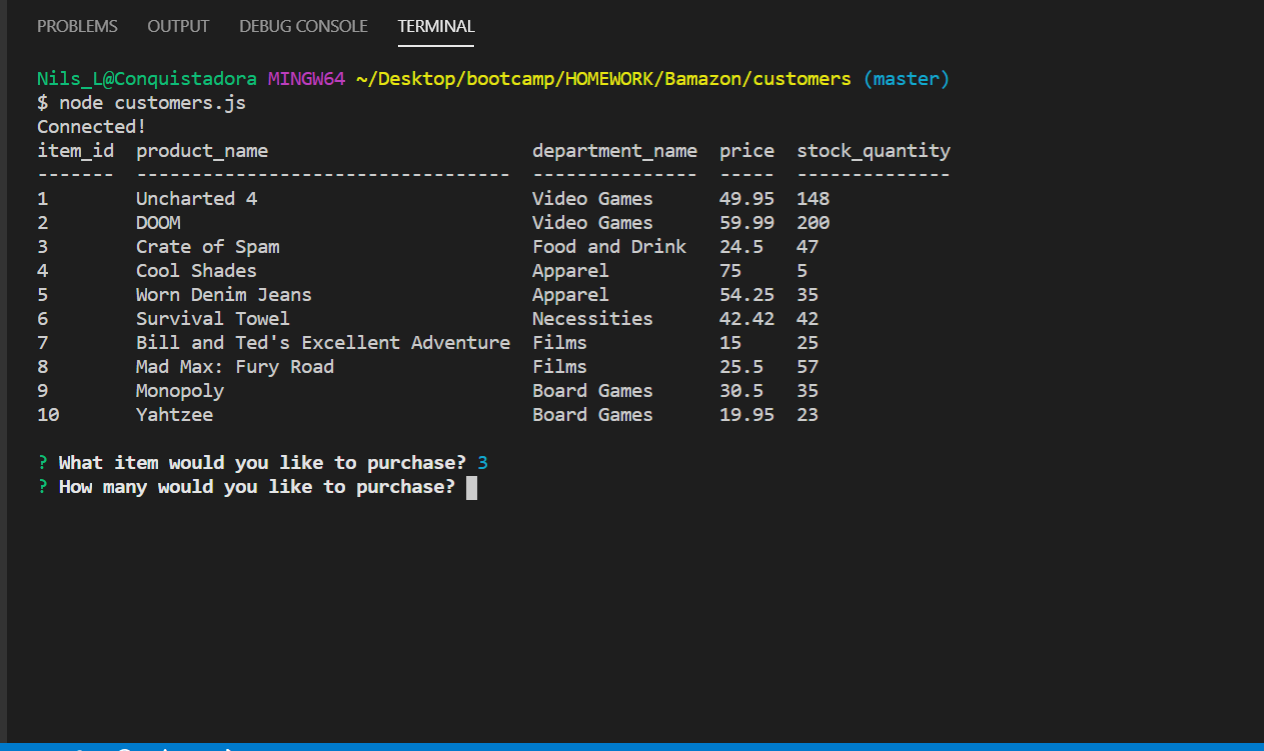 PROBLEMS OUTPUT DEBUG CONSOLE TERMINAL
Nils_L@Conquistadora MINGW64 ~/Desktop/bootcamp/HOMEWORK/Bamazon/customers (master)
$ node customers.js
Connected!
item_id  product_name                        department_name  price  stock_quantity
-------  ----------------------------------  ---------------  -----  --------------
1        Uncharted 4                         Video Games      49.95  148
2        DOOM                                Video Games      59.99  200
3        Crate of Spam                       Food and Drink   24.5   47
4        Cool Shades                         Apparel          75     5
5        Worn Denim Jeans                    Apparel          54.25  35
6        Survival Towel                      Necessities      42.42  42
7        Bill and Ted's Excellent Adventure  Films            15     25
8        Mad Max: Fury Road                  Films            25.5   57
9        Monopoly                            Board Games      30.5   35
10       Yahtzee                             Board Games      19.95  23
? What item would you like to purchase? 3
? How many would you like to purchase?